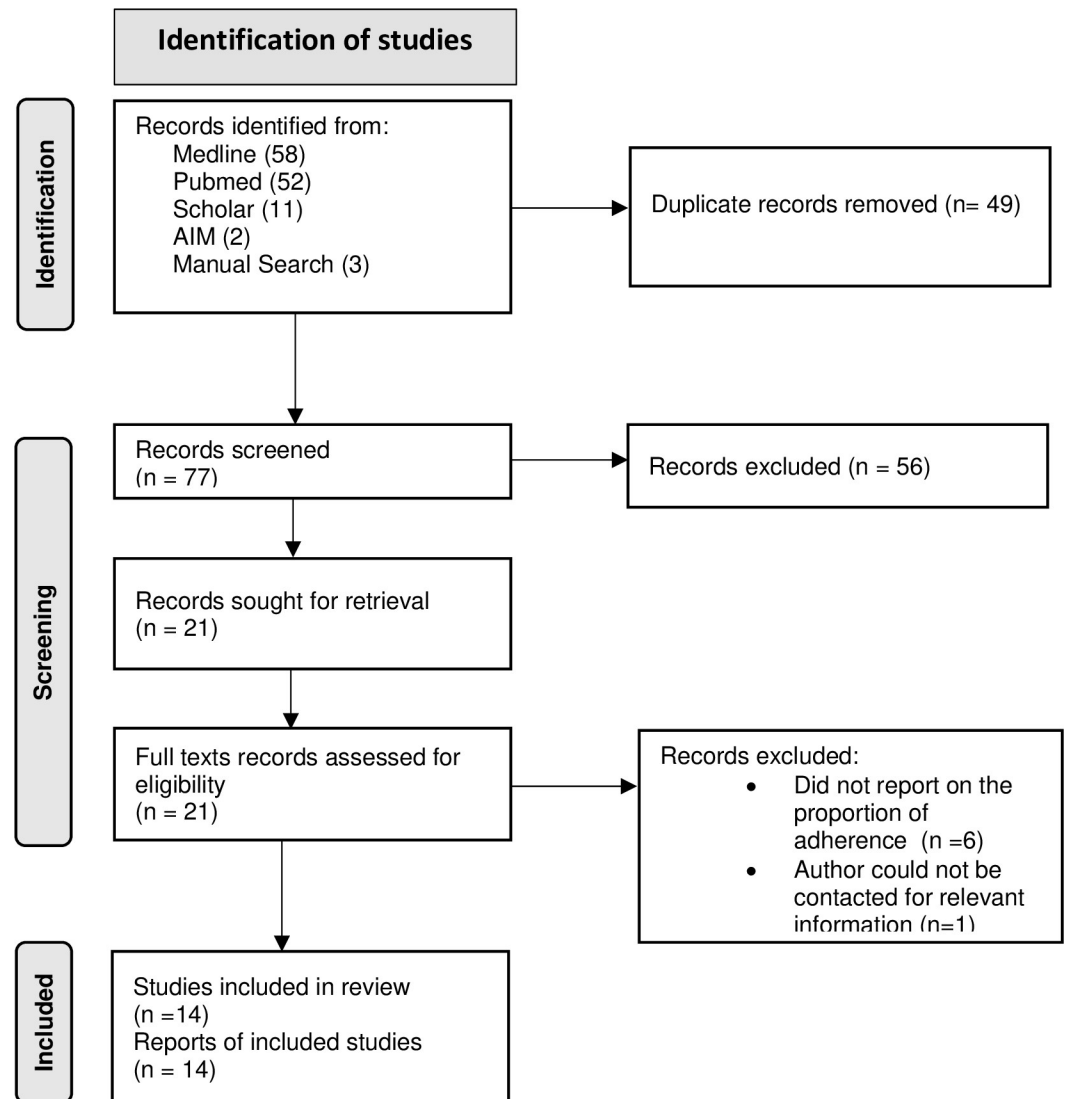 Identification of studies
Identification
Records identified from:
Medline (58)
Pubmed (52)
Scholar (11)
AIM (2)
Manual Search (3)
Duplicate records removed (n= 49)
Screening
Records screened
(n = 77)
Records excluded (n = 56)
Records sought for retrieval
(n = 21)
Full texts records assessed for
eligibility
(n = 21)
Records excluded:
• Did not report on the
proportion of
adherence (n =6)
• Author could not be
contacted for relevant
information (n=1)
Included
Studies included in review
(n =14)
Reports of included studies
(n = 14)